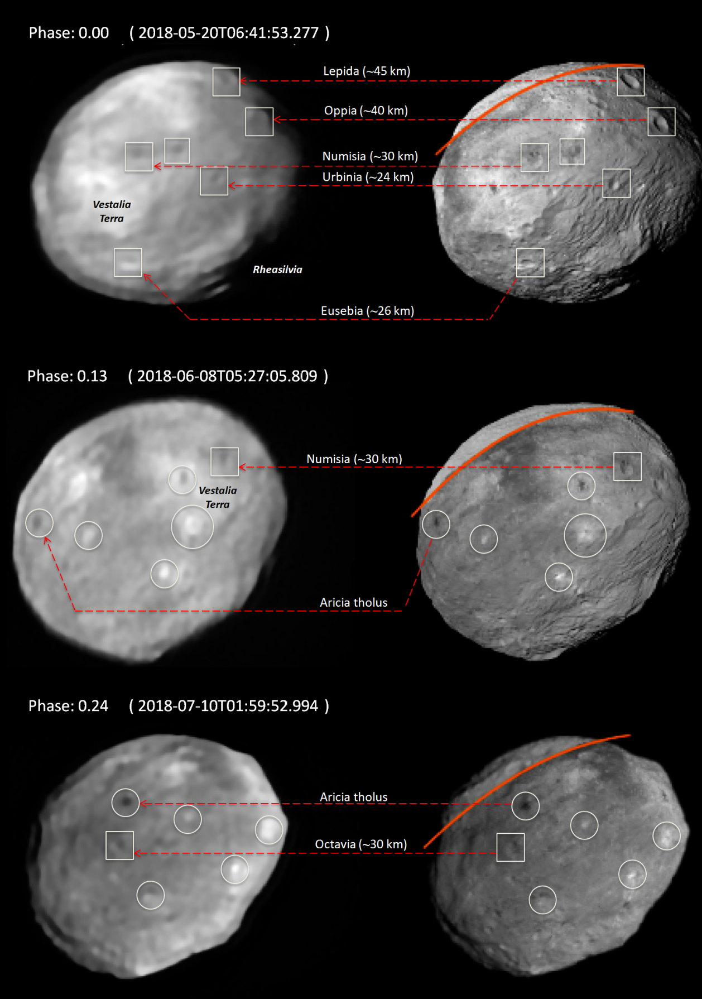 Phase: 0.00 ( 2018-05-20T06:41:53.277 )
Lepida (~45 km)
Oppia (~40 km)
Numisia (~30 km)
Urbinia (~24 km)
Vestalia
Terra
Rheasilvia
Eusebia (~26 km)
Phase: 0.13 ( 2018-06-08T05:27:05.809 )
Numisia (~30 km)
Vestalia
Terra
Aricia tholus
Phase: 0.24 ( 2018-07-10T01:59:52.994 )
Aricia tholus
Octavia (~30 km)